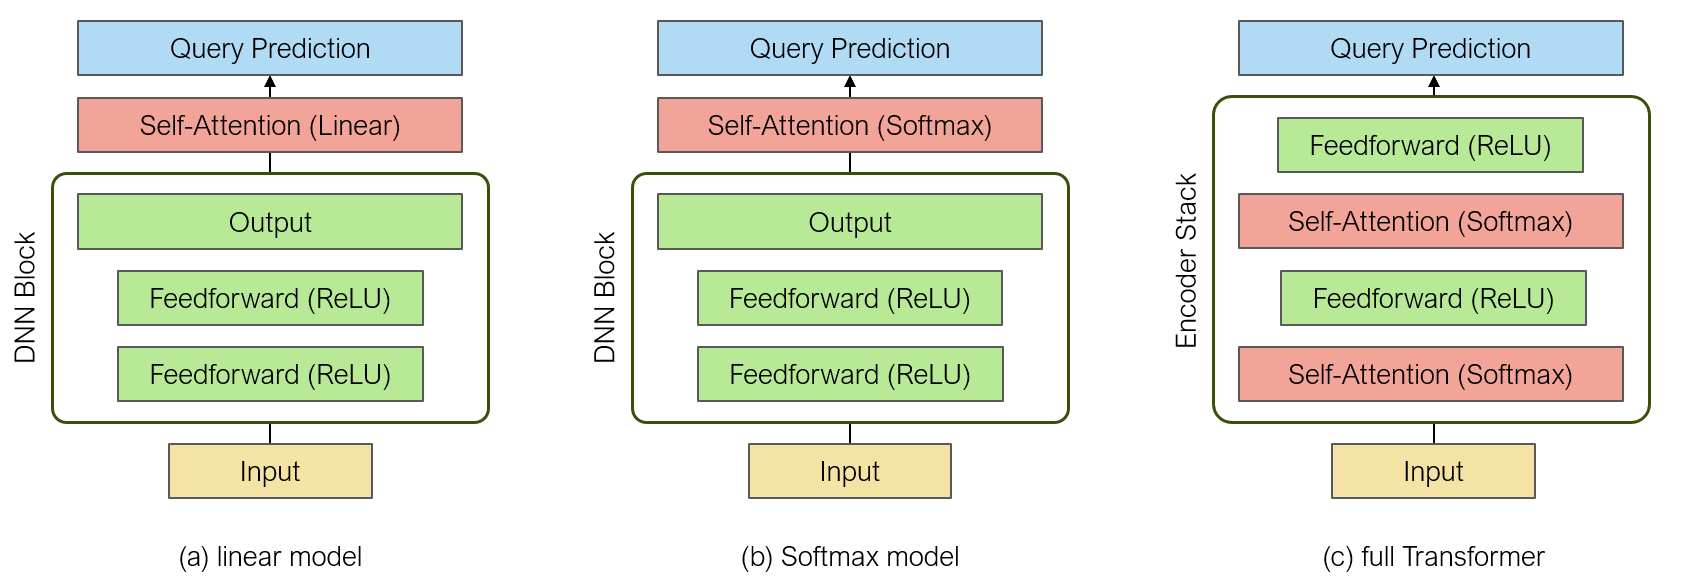 Query Prediction
Self-Attention (Linear)
DNN Block
Output
Feedforward (ReLU)
Feedforward (ReLU)
Input
(a) linear model
Query Prediction
Self-Attention (Softmax)
DNN Block
Output
Feedforward (ReLU)
Feedforward (ReLU)
Input
(b) Softmax model
Query Prediction
Encoder Stack
Feedforward (ReLU)
Self-Attention (Softmax)
Feedforward (ReLU)
Self-Attention (Softmax)
Input
(c) full Transformer